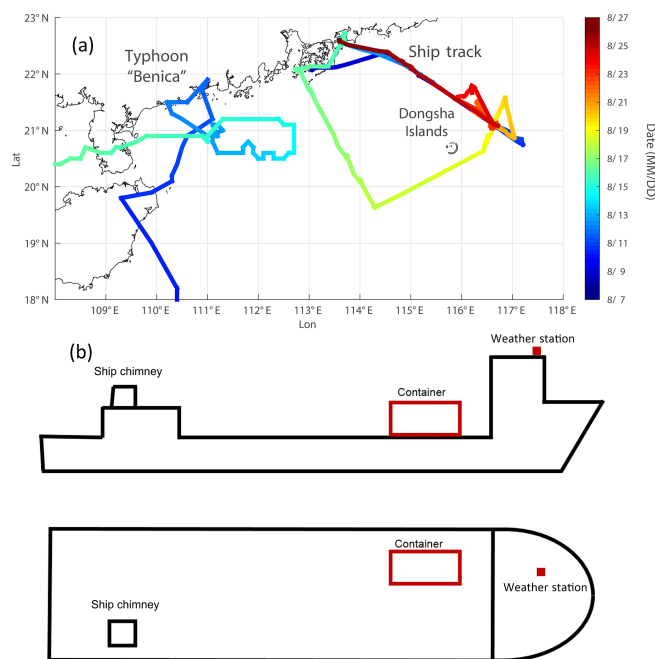 (a)
Typhoon
“Benica”
Ship track
Dongsha
Islands
23°N
22°N
21°N
20°N
19°N
18°N
Lat
109°E
110°E
111°E
112°E
113°E
114°E
115°E
116°E
117°E
118°E
Lon
8/ 27
8/ 25
8/ 23
8/ 21
8/ 19
8/ 17
8/ 15
8/ 13
8/ 11
8/ 9
8/ 7
Date (MM/DD)
(b)
Weather station
Ship chimney
Container
Container
Weather station
Ship chimney